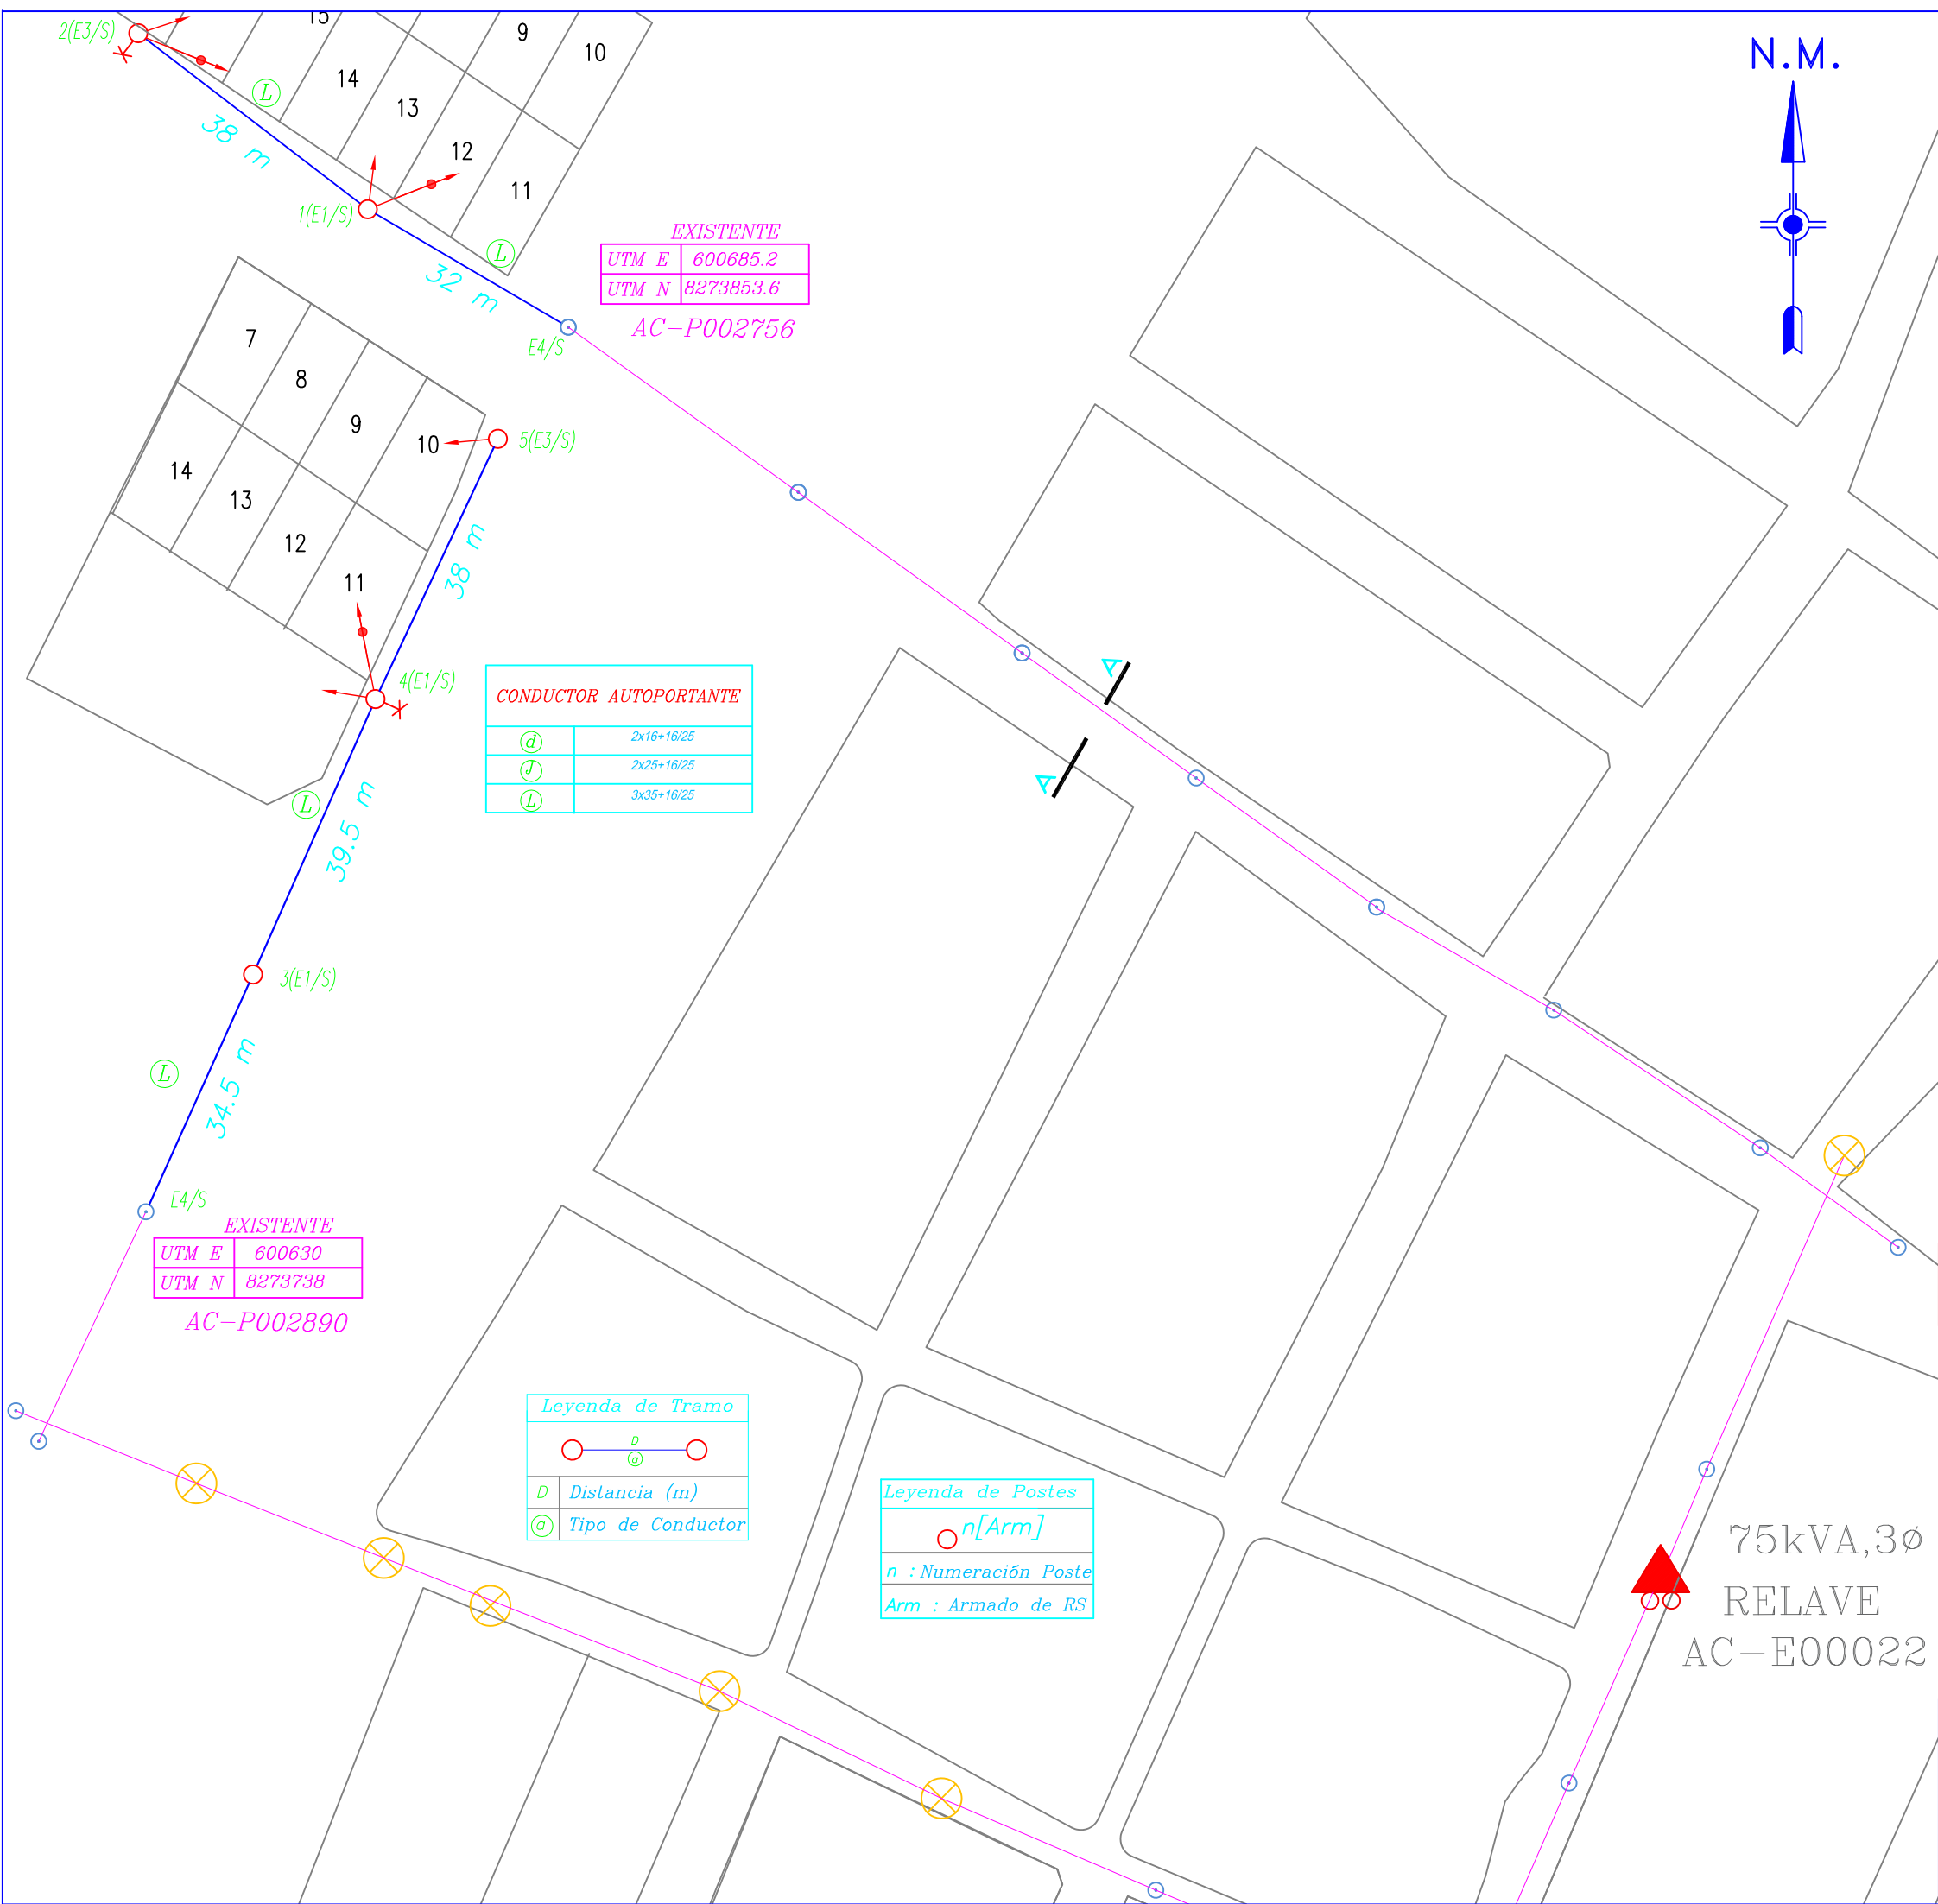 2(E3/S)
15
14
13
9
10
12
11
L
38 m
1(E1/S)
L
32 m
E4/S
N.M.
EXISTENTE
UTM E 600685.2
UTM N 8273853.6
AC-P002756
7
8
9
10
14
13
12
11
5(E3/S)
38 m
4(E1/S)
L
39.5 m
3(E1/S)
L
34.5 m
E4/S
A
A
CONDUCTOR AUTOPORTANTE
d 2x16+16/25
J 2x25+16/25
L 3x35+16/25
EXISTENTE
UTM E 600630
UTM N 8273738
AC-P002890
Leyenda de Tramo
D
a
D Distancia (m)
a Tipo de Conductor
Leyenda de Postes
n[Arm]
n : Numeración Poste
Arm : Armado de RS
75kVA,3ø
RELAVE
AC-E00022